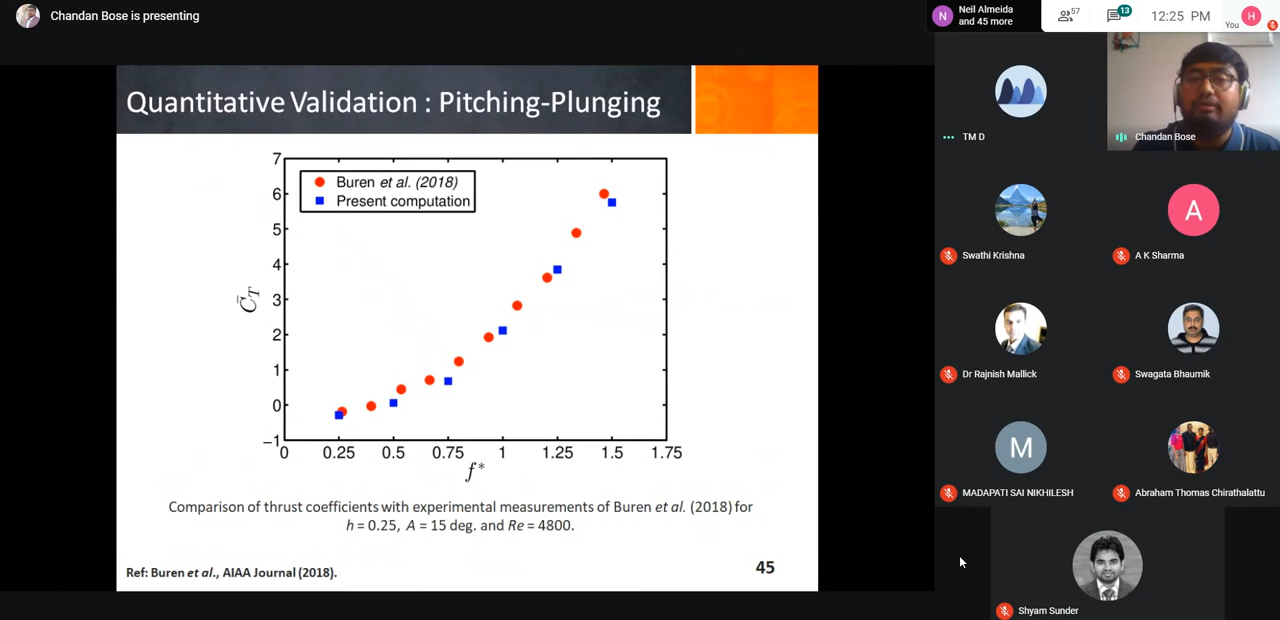 Chandan Bose is presenting
N
Neil Almeida
and 45 more
57
13
12:25 PM
You
H
Quantitative Validation : Pitching-Plunging
7
6
5
4
3
2
1
0
−1
C̄_T
Buren et al. (2018)
Present computation
0
0.25
0.5
0.75
1
1.25
1.5
1.75
f*
Comparison of thrust coefficients with experimental measurements of Buren et al. (2018) for
h = 0.25, A = 15 deg. and Re = 4800.
Ref: Buren et al., AIAA Journal (2018).
45
TM D
Chandan Bose
Swathi Krishna
A
A K Sharma
Dr Rajnish Mallick
Swagata Bhaumik
M
MADAPATI SAI NIKHILESH
Abraham Thomas Chirathalattu
Shyam Sunder